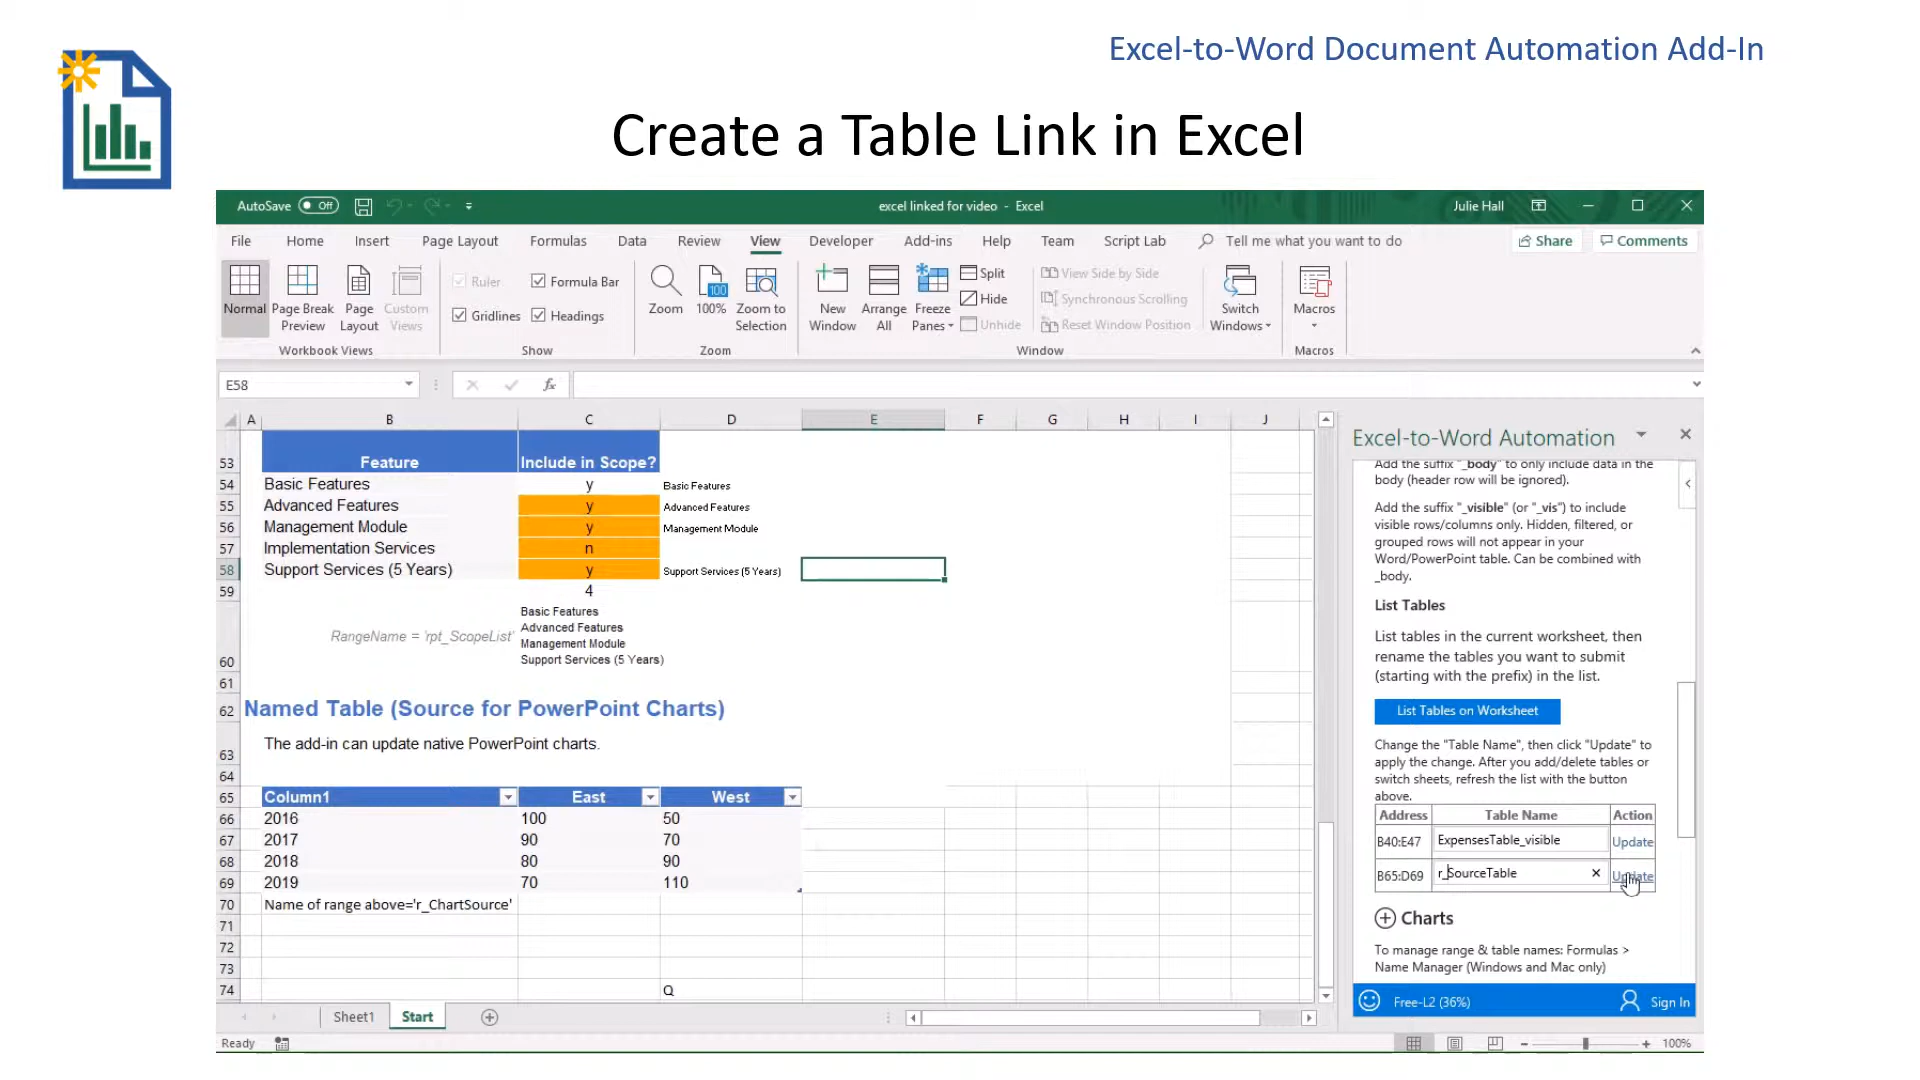 Excel-to-Word Document Automation Add-In
Create a Table Link in Excel
AutoSave Off excel linked for video - Excel Julie Hall
File Home Insert Page Layout Formulas Data Review View Developer Add-ins Help Team Script Lab Tell me what you want to do Share Comments
Normal Page Break Preview Page Layout Custom Views
Workbook Views
Ruler Formula Bar
Gridlines Headings
Show
Zoom 100% Zoom to Selection
Zoom
New Window Arrange All Freeze Panes
Split
Hide
Unhide
View Side by Side
Synchronous Scrolling
Reset Window Position
Switch Windows
Window
Macros
Macros
E58 fx
A B C D E F G H I J
53 Feature Include in Scope?
54 Basic Features y Basic Features
55 Advanced Features y Advanced Features
56 Management Module y Management Module
57 Implementation Services n
58 Support Services (5 Years) y Support Services (5 Years)
59 4
Basic Features
Advanced Features
RangeName = 'rpt_ScopeList' Management Module
60 Support Services (5 Years)
61
62 Named Table (Source for PowerPoint Charts)
63 The add-in can update native PowerPoint charts.
64
65 Column1 East West
66 2016 100 50
67 2017 90 70
68 2018 80 90
69 2019 70 110
70 Name of range above='r_ChartSource'
71
72
73
74 Q
Sheet1 Start
Ready 100%
Excel-to-Word Automation
Add the suffix "_body" to only include data in the
body (header row will be ignored).
Add the suffix "_visible" (or "_vis") to include
visible rows/columns only. Hidden, filtered, or
grouped rows will not appear in your
Word/PowerPoint table. Can be combined with
_body.
List Tables
List tables in the current worksheet, then
rename the tables you want to submit
(starting with the prefix) in the list.
List Tables on Worksheet
Change the "Table Name", then click "Update" to
apply the change. After you add/delete tables or
switch sheets, refresh the list with the button
above.
Address Table Name Action
B40:E47 ExpensesTable_visible Update
B65:D69 r_SourceTable Update
Charts
To manage range & table names: Formulas >
Name Manager (Windows and Mac only)
Free-L2 (36%) Sign In